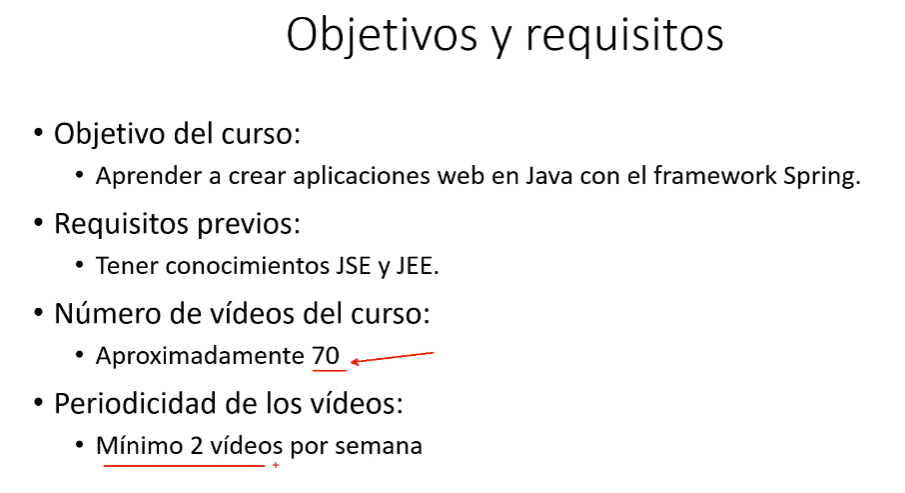 Objetivos y requisitos
• Objetivo del curso:
• Aprender a crear aplicaciones web en Java con el framework Spring.
• Requisitos previos:
• Tener conocimientos JSE y JEE.
• Número de vídeos del curso:
• Aproximadamente 70
• Periodicidad de los vídeos:
• Mínimo 2 vídeos por semana